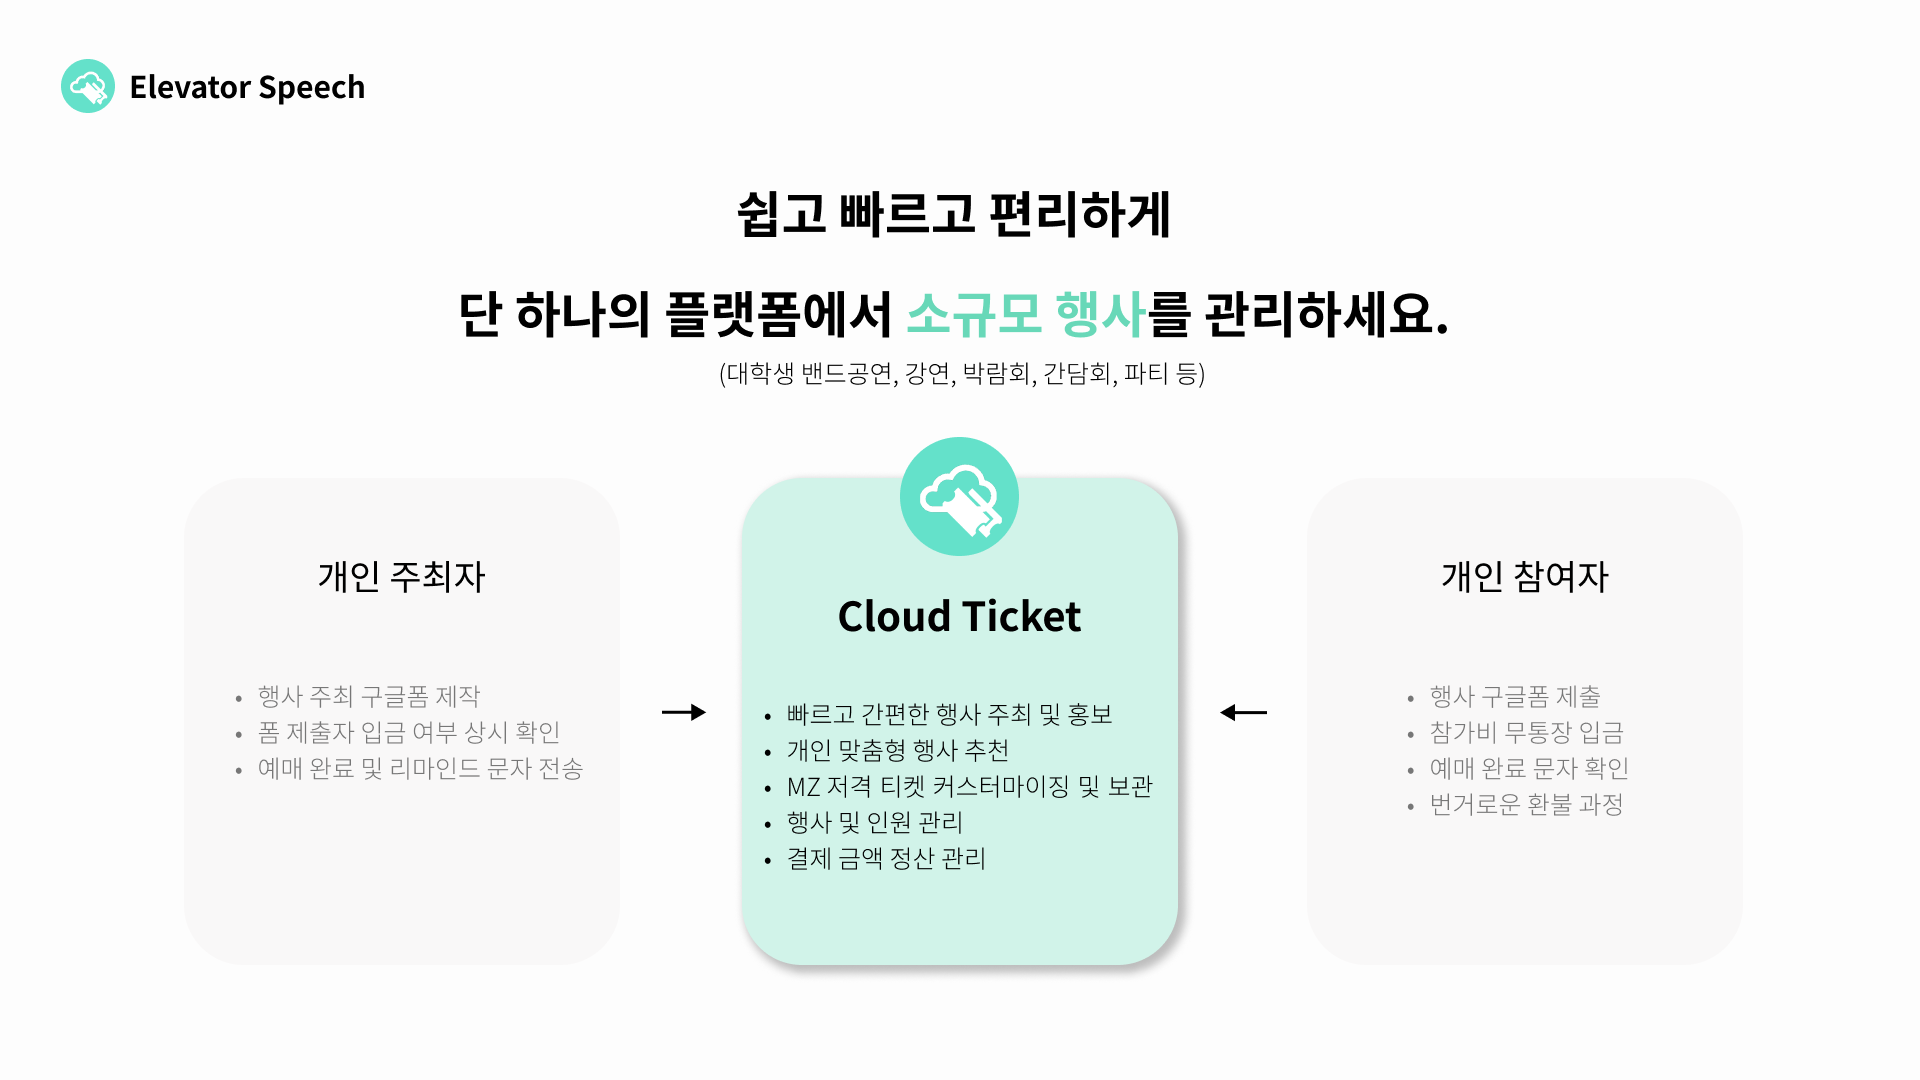 Elevator Speech
쉽고 빠르고 편리하게
단 하나의 플랫폼에서 소규모 행사를 관리하세요.
(대학생 밴드공연, 강연, 박람회, 간담회, 파티 등)
개인 주최자
• 행사 주최 구글폼 제작
• 폼 제출자 입금 여부 상시 확인
• 예매 완료 및 리마인드 문자 전송
Cloud Ticket
• 빠르고 간편한 행사 주최 및 홍보
• 개인 맞춤형 행사 추천
• MZ 저격 티켓 커스터마이징 및 보관
• 행사 및 인원 관리
• 결제 금액 정산 관리
개인 참여자
• 행사 구글폼 제출
• 참가비 무통장 입금
• 예매 완료 문자 확인
• 번거로운 환불 과정